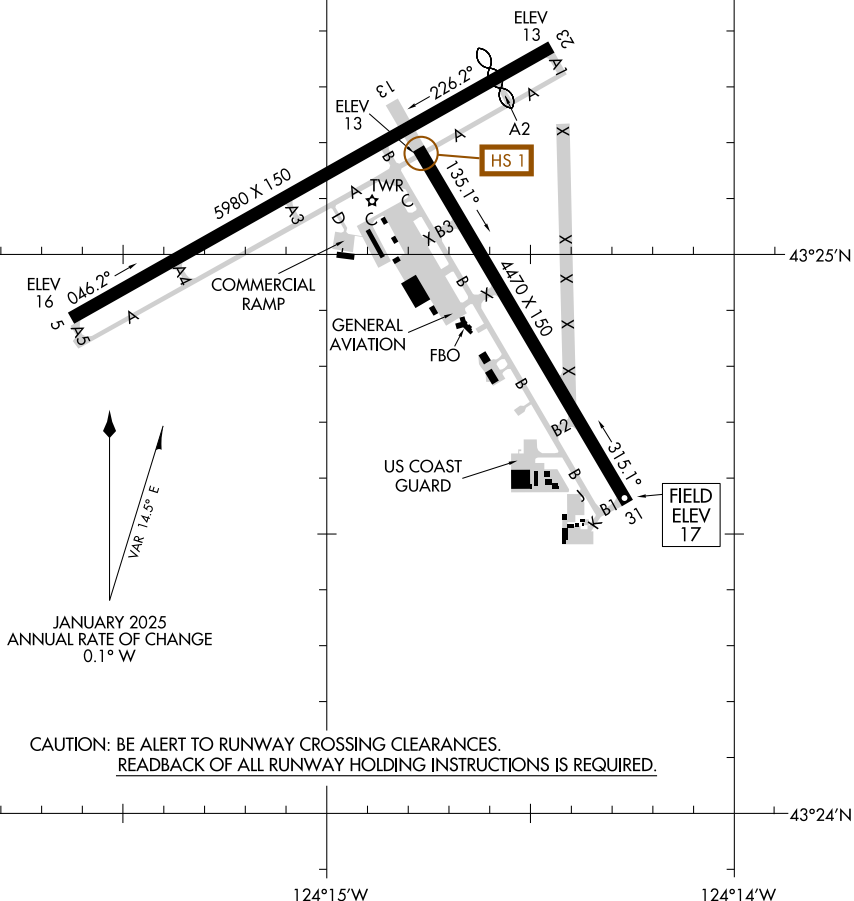 ELEV
13
23
A1
226.2°
13
A
A2
ELEV
13
A
HS 1
B
135.1°
5980 X 150
TWR
A
C
A3
D
C
B3
X
X
X
43°25'N
046.2°
A4
ELEV
16
COMMERCIAL
RAMP
B
X
X
4470 X 150
5
A5
A
GENERAL
AVIATION
X
FBO
X
B
B2
315.1°
US COAST
GUARD
B
J
B1
K
31
FIELD
ELEV
17
VAR 14.5° E
JANUARY 2025
ANNUAL RATE OF CHANGE
0.1° W
CAUTION: BE ALERT TO RUNWAY CROSSING CLEARANCES.
READBACK OF ALL RUNWAY HOLDING INSTRUCTIONS IS REQUIRED.
43°24'N
124°15'W
124°14'W